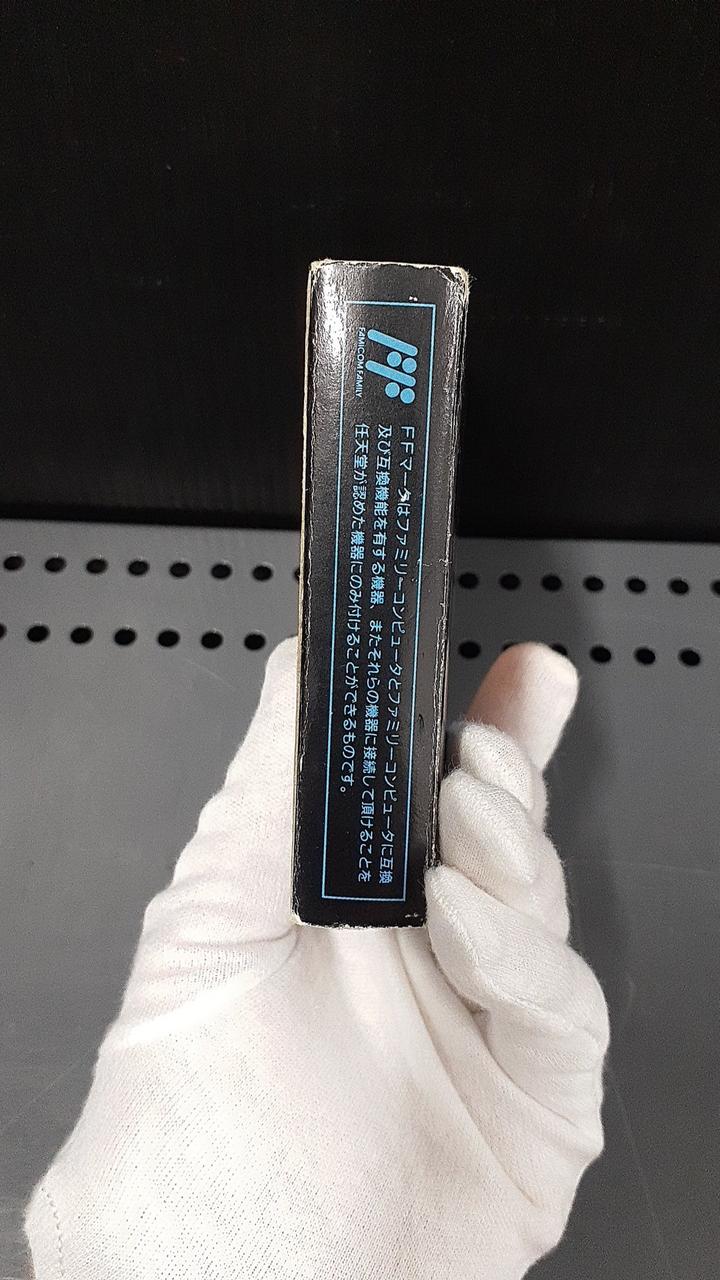 FAMICOM FAMILY
FFマークはファミリーコンピュータとファミリーコンピュータに互換
及び互換機能を有する機器、またそれらの機器に接続して頂けることを
任天堂が認めた機器にのみ付けることができるものです。